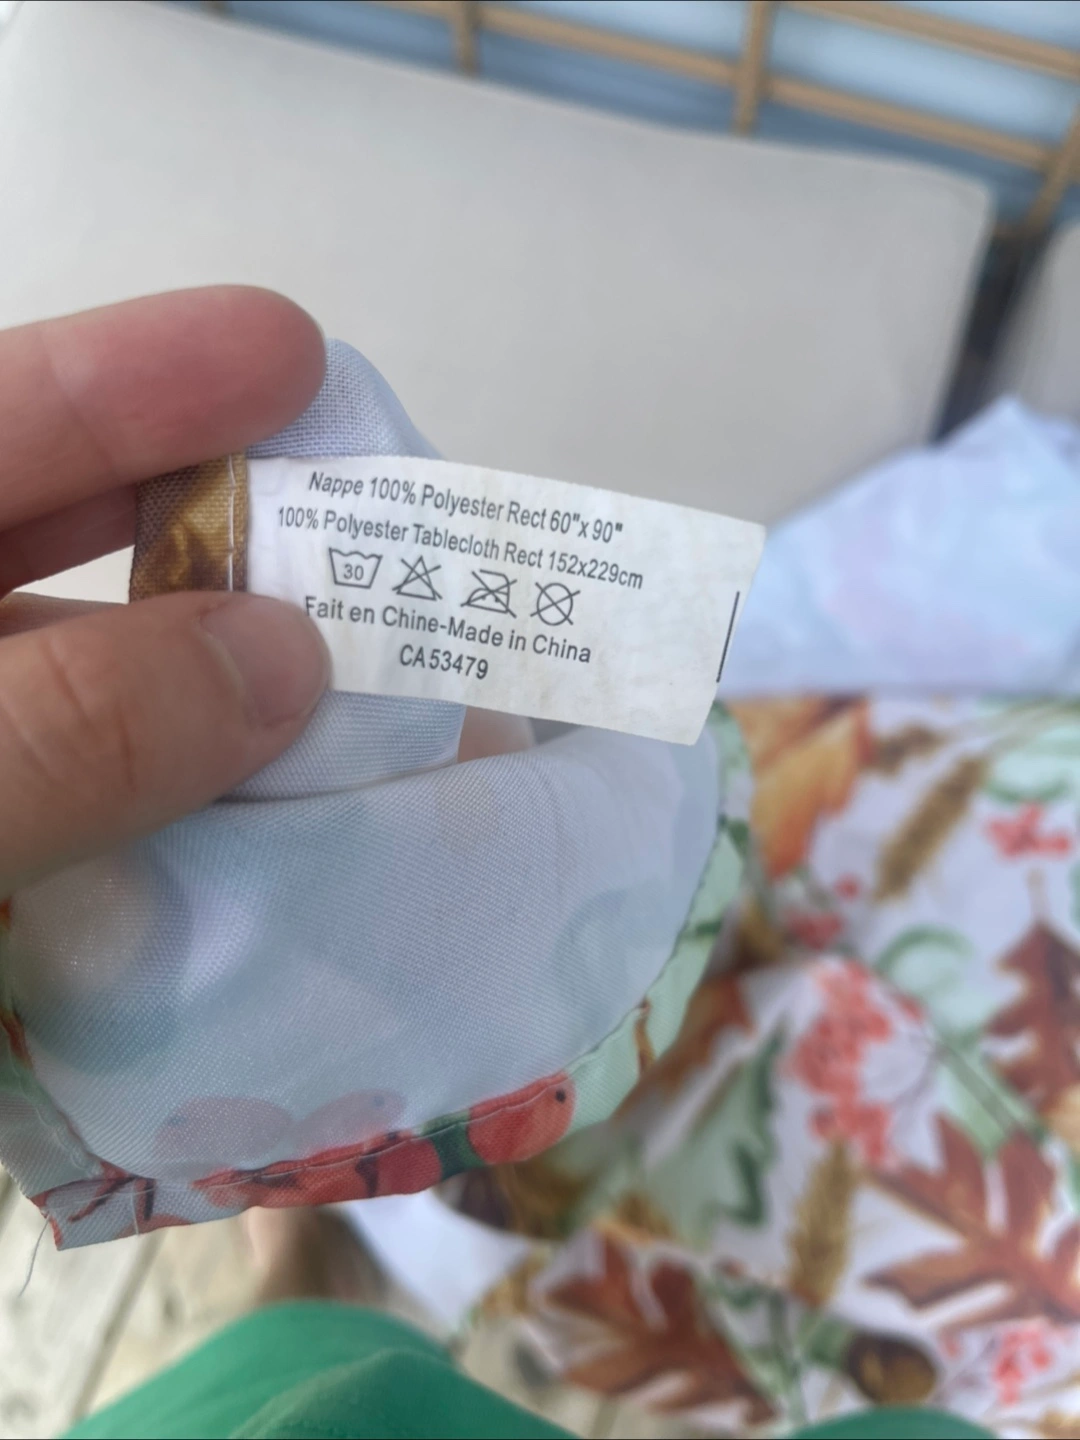 Nappe 100% Polyester Rect 60"x 90"
100% Polyester Tablecloth Rect 152x229cm
30
Fait en Chine-Made in China
CA53479